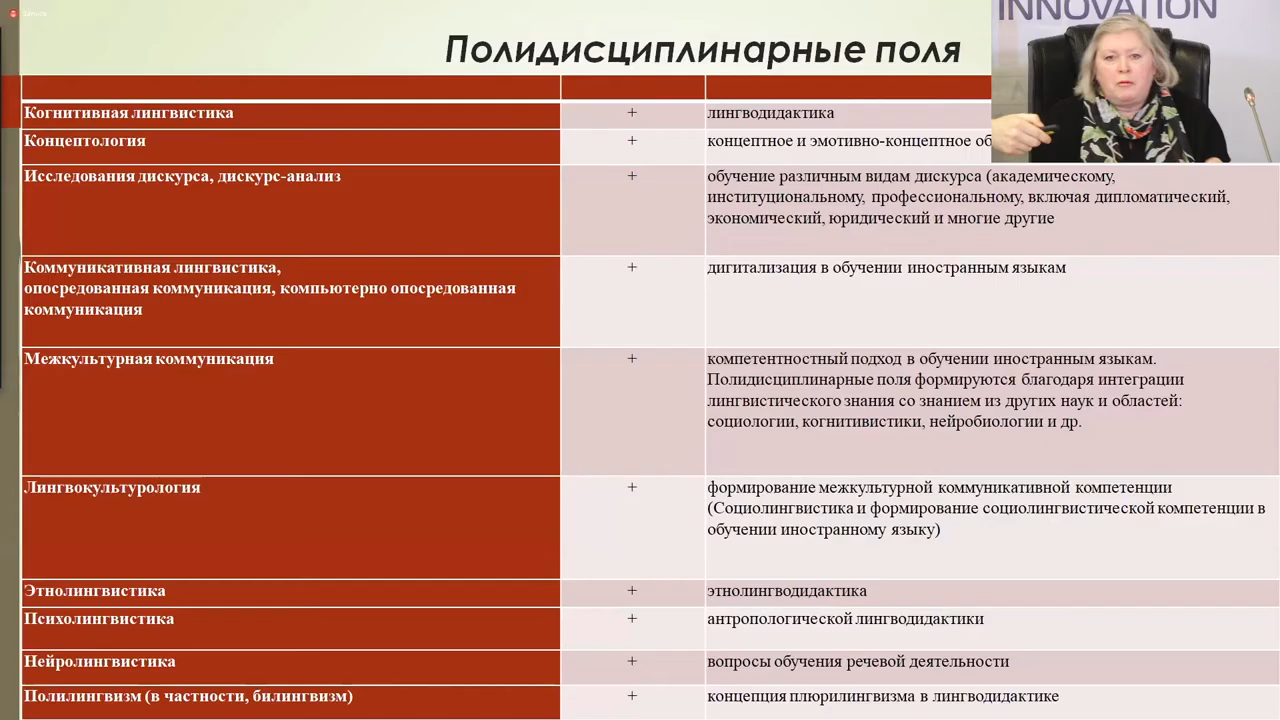 INNOVATION
Полидисциплинарные поля
Когнитивная лингвистика + лингводидактика
Концептология + концептное и эмотивно-концептное об
Исследования дискурса, дискурс-анализ + обучение различным видам дискурса (академическому,
институциональному, профессиональному, включая дипломатический,
экономический, юридический и многие другие
Коммуникативная лингвистика, + дигитализация в обучении иностранным языкам
опосредованная коммуникация, компьютерно опосредованная
коммуникация
Межкультурная коммуникация + компетентностный подход в обучении иностранным языкам.
Полидисциплинарные поля формируются благодаря интеграции
лингвистического знания со знанием из других наук и областей:
социологии, когнитивистики, нейробиологии и др.
Лингвокультурология + формирование межкультурной коммуникативной компетенции
(Социолингвистика и формирование социолингвистической компетенции в
обучении иностранному языку)
Этнолингвистика + этнолингводидактика
Психолингвистика + антропологической лингводидактики
Нейролингвистика + вопросы обучения речевой деятельности
Полилингвизм (в частности, билингвизм) + концепция плюрилингвизма в лингводидактике